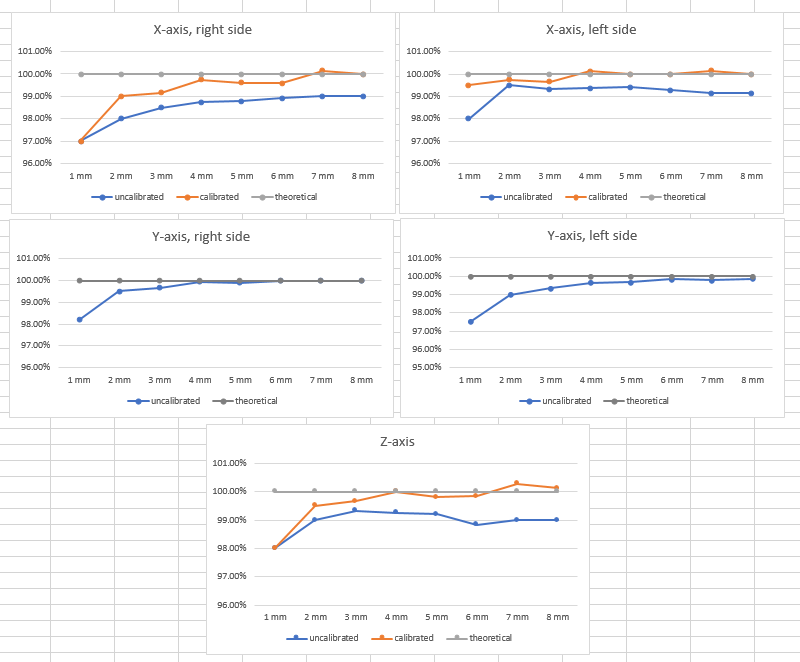 X-axis, right side
101.00%
100.00%
99.00%
98.00%
97.00%
96.00%
1 mm 2 mm 3 mm 4 mm 5 mm 6 mm 7 mm 8 mm
uncalibrated calibrated theoretical
X-axis, left side
101.00%
100.00%
99.00%
98.00%
97.00%
96.00%
1 mm 2 mm 3 mm 4 mm 5 mm 6 mm 7 mm 8 mm
uncalibrated calibrated theoretical
Y-axis, right side
101.00%
100.00%
99.00%
98.00%
97.00%
96.00%
1 mm 2 mm 3 mm 4 mm 5 mm 6 mm 7 mm 8 mm
uncalibrated theoretical
Y-axis, left side
101.00%
100.00%
99.00%
98.00%
97.00%
96.00%
95.00%
1 mm 2 mm 3 mm 4 mm 5 mm 6 mm 7 mm 8 mm
uncalibrated theoretical
Z-axis
101.00%
100.00%
99.00%
98.00%
97.00%
96.00%
1 mm 2 mm 3 mm 4 mm 5 mm 6 mm 7 mm 8 mm
uncalibrated calibrated theoretical